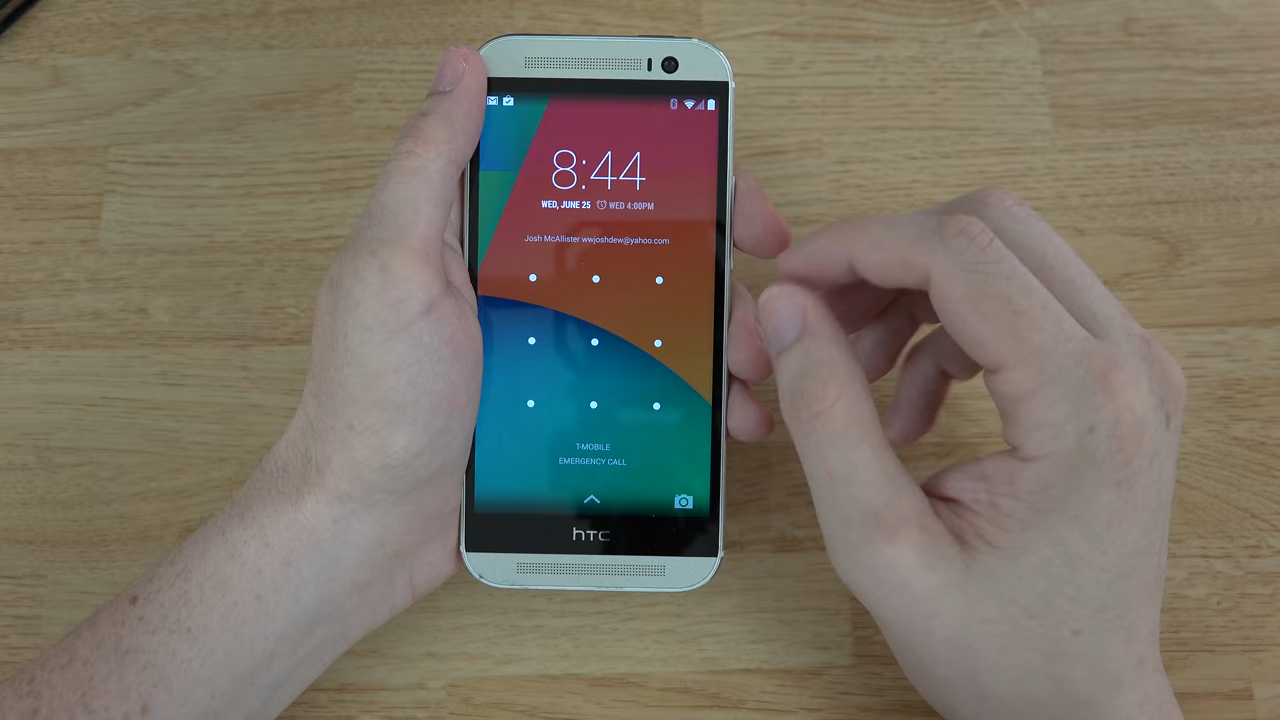 8:44
WED, JUNE 25 WED 4:00PM
Josh McAllister wwjoshdew@yahoo.com
T-MOBILE
EMERGENCY CALL
hTC